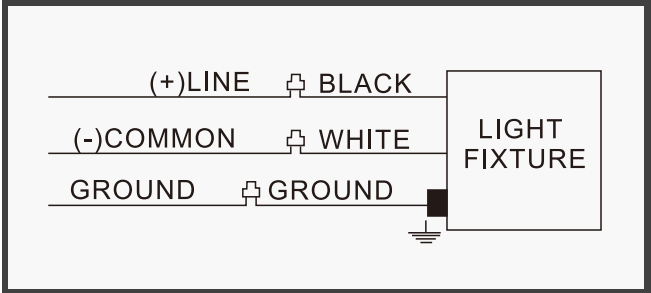 (+)LINE BLACK
(-)COMMON WHITE
GROUND GROUND
LIGHT
FIXTURE